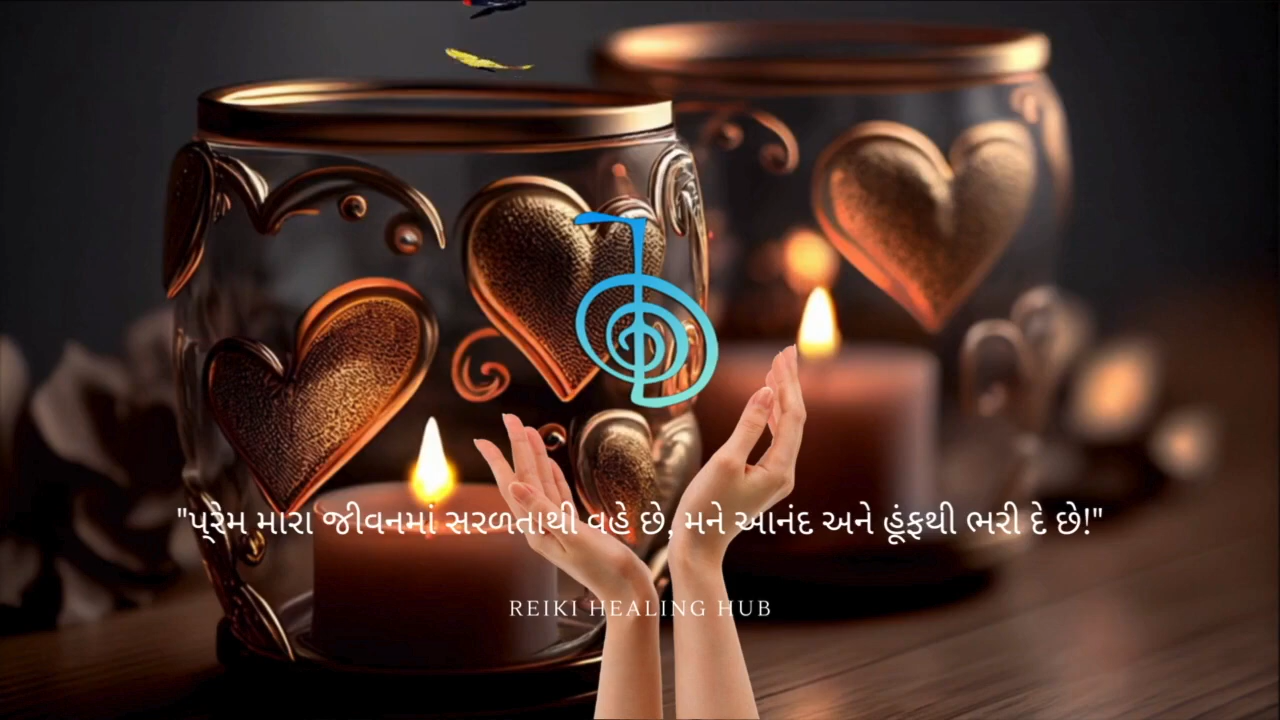 "પ્રેમ મારા જીવનમાં સરળતાથી વહે છે, મને આનંદ અને હૂંફથી ભરી દે છે!"
REIKI HEALING HUB